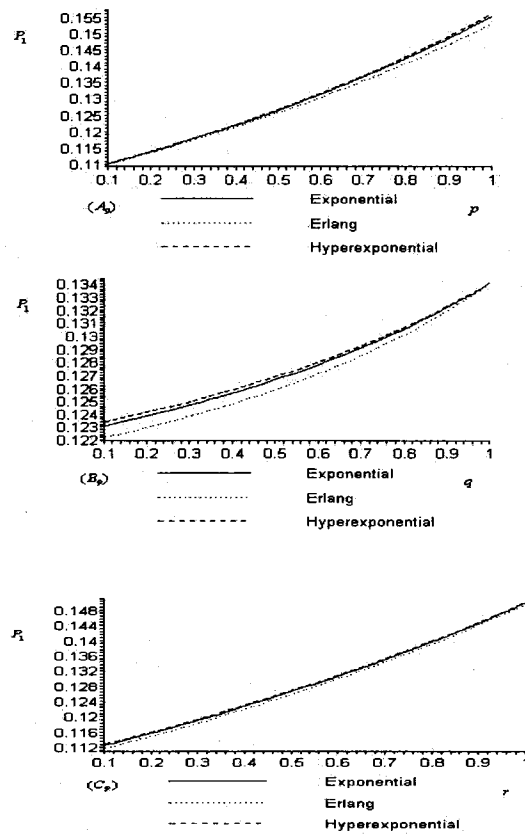 P₁
0.155
0.15
0.145
0.14
0.135
0.13
0.125
0.12
0.115
0.11
0.1 0.2 0.3 0.4 0.5 0.6 0.7 0.8 0.9 1
(Aₚ) Exponential p
Erlang
Hyperexponential
P₁
0.134
0.133
0.132
0.131
0.13
0.129
0.128
0.127
0.126
0.125
0.124
0.123
0.122
0.1 0.2 0.3 0.4 0.5 0.6 0.7 0.8 0.9 1
(Bₚ) Exponential q
Erlang
Hyperexponential
P₁
0.148
0.144
0.14
0.136
0.132
0.128
0.124
0.12
0.116
0.112
0.1 0.2 0.3 0.4 0.5 0.6 0.7 0.8 0.9 1
(Cₚ) Exponential r
Erlang
Hyperexponential